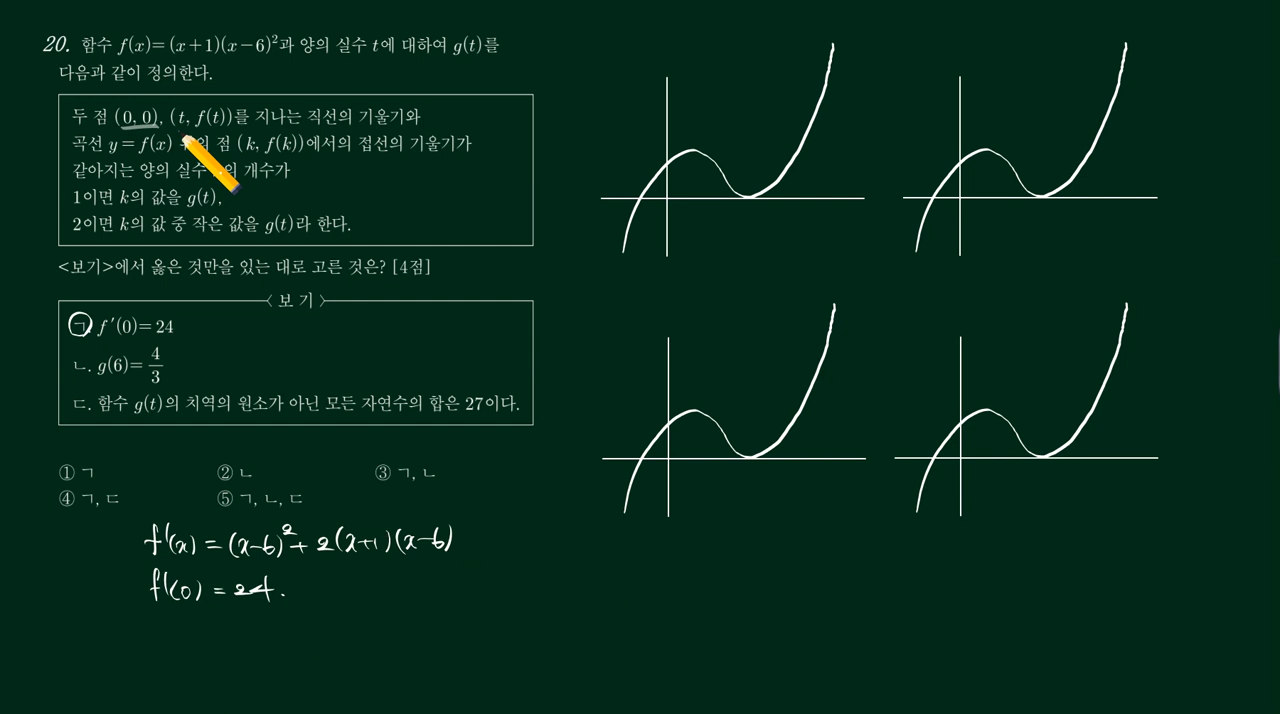 20. 함수 f(x)=(x+1)(x-6)²과 양의 실수 t에 대하여 g(t)를
다음과 같이 정의한다.
두 점 (0, 0), (t, f(t))를 지나는 직선의 기울기와
곡선 y=f(x) 의 점 (k, f(k))에서의 접선의 기울기가
같아지는 양의 실수 의 개수가
1이면 k의 값을 g(t),
2이면 k의 값 중 작은 값을 g(t)라 한다.
<보기>에서 옳은 것만을 있는 대로 고른 것은? [4점]
〈보 기〉
ㄱ. f'(0)=24
ㄴ. g(6)=4/3
ㄷ. 함수 g(t)의 치역의 원소가 아닌 모든 자연수의 합은 27이다.
① ㄱ ② ㄴ ③ ㄱ, ㄴ
④ ㄱ, ㄷ ⑤ ㄱ, ㄴ, ㄷ
f'(x) = (x-6)² + 2(x+1)(x-6)
f'(0) = 24.